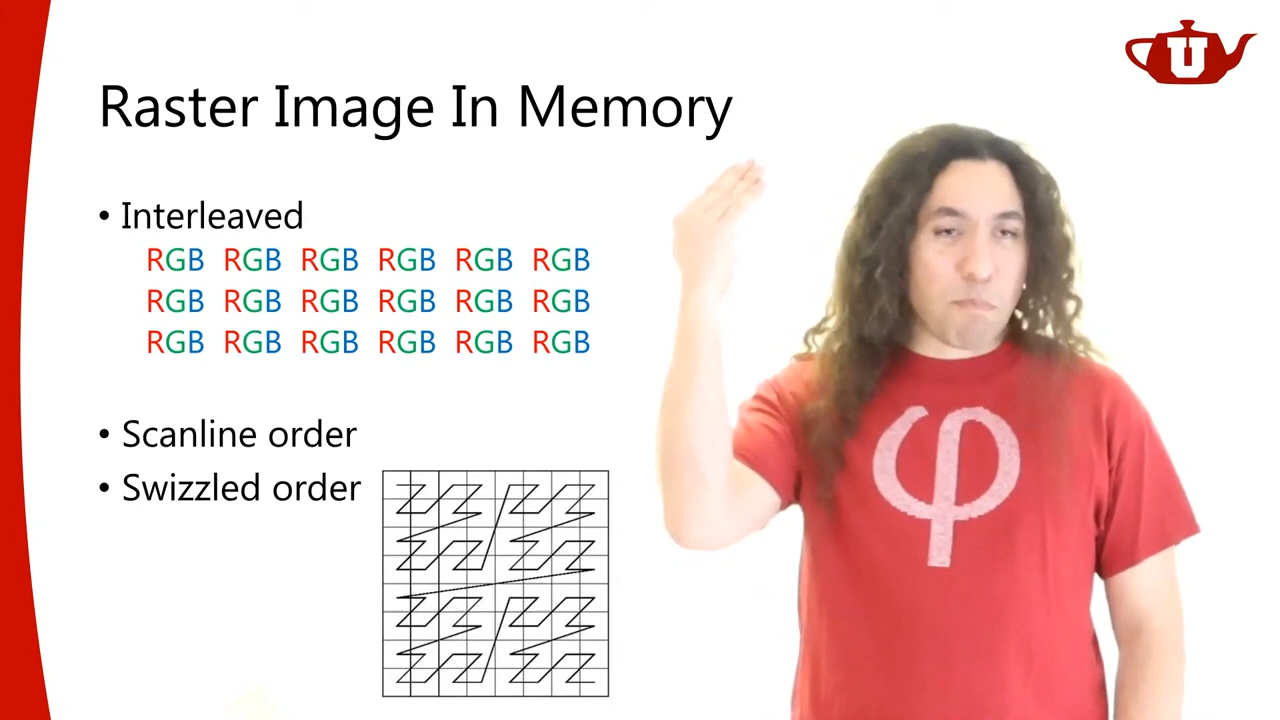 U
Raster Image In Memory
• Interleaved
RGB RGB RGB RGB RGB RGB
RGB RGB RGB RGB RGB RGB
RGB RGB RGB RGB RGB RGB
• Scanline order
• Swizzled order
φ